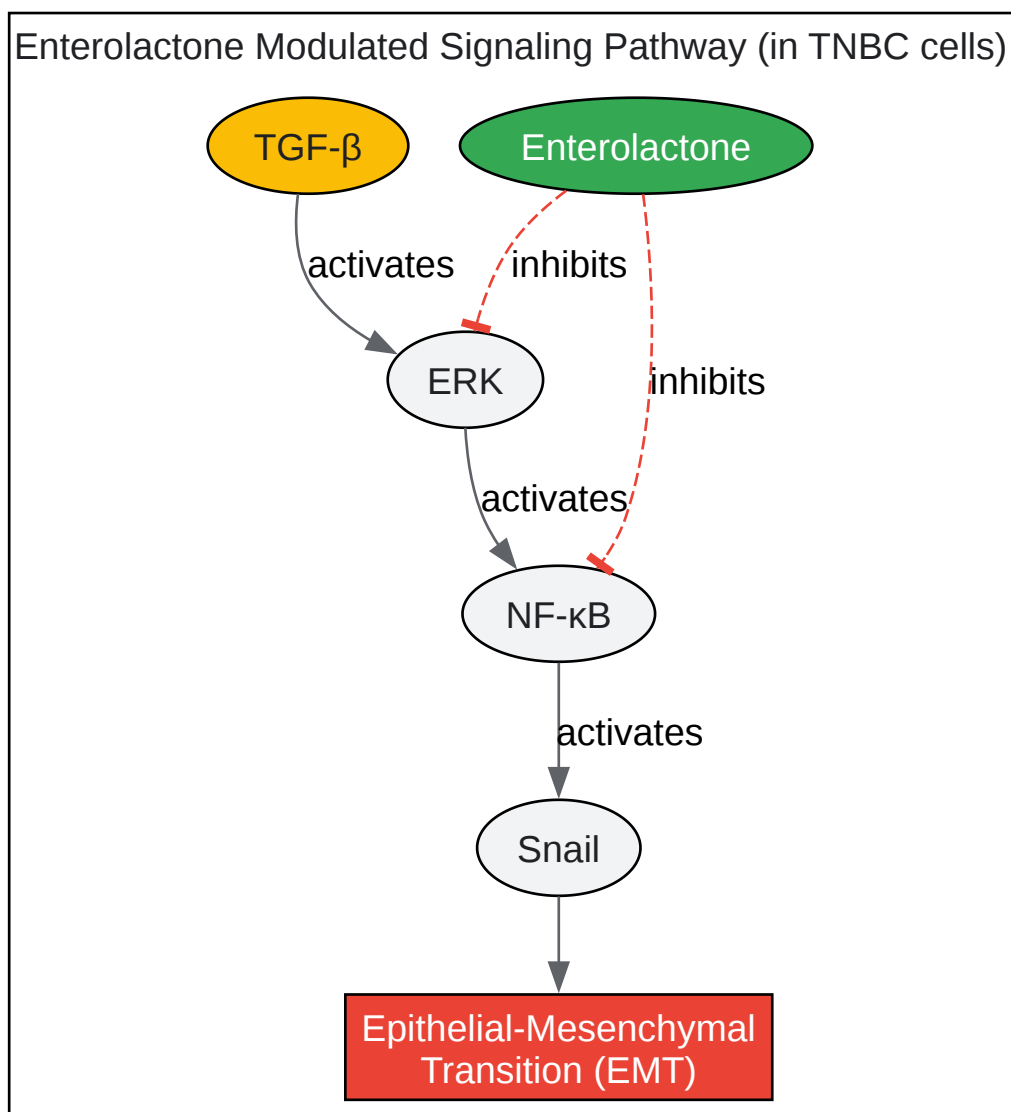 Enterolactone Modulated Signaling Pathway (in TNBC cells)
TGF-β
Enterolactone
activates
inhibits
ERK
inhibits
activates
NF-κB
activates
Snail
Epithelial-Mesenchymal
Transition (EMT)